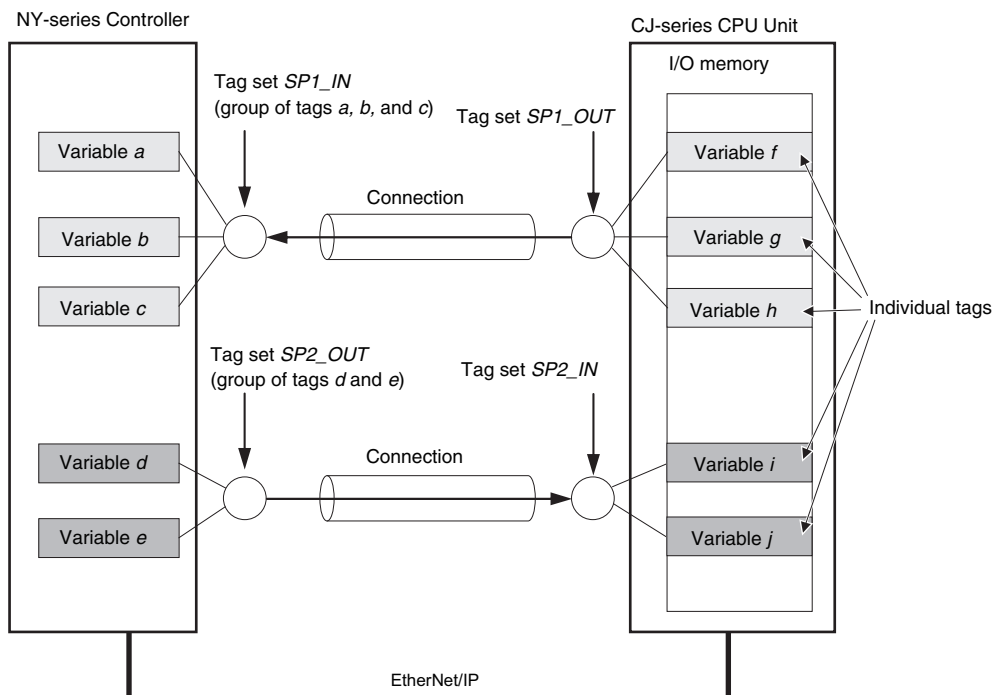 NY-series Controller
CJ-series CPU Unit
I/O memory
Tag set SP1_IN
(group of tags a, b, and c)
Tag set SP1_OUT
Variable a
Variable f
Connection
Variable b
Variable g
Variable c
Variable h
Individual tags
Tag set SP2_OUT
(group of tags d and e)
Tag set SP2_IN
Variable d
Connection
Variable i
Variable e
Variable j
EtherNet/IP